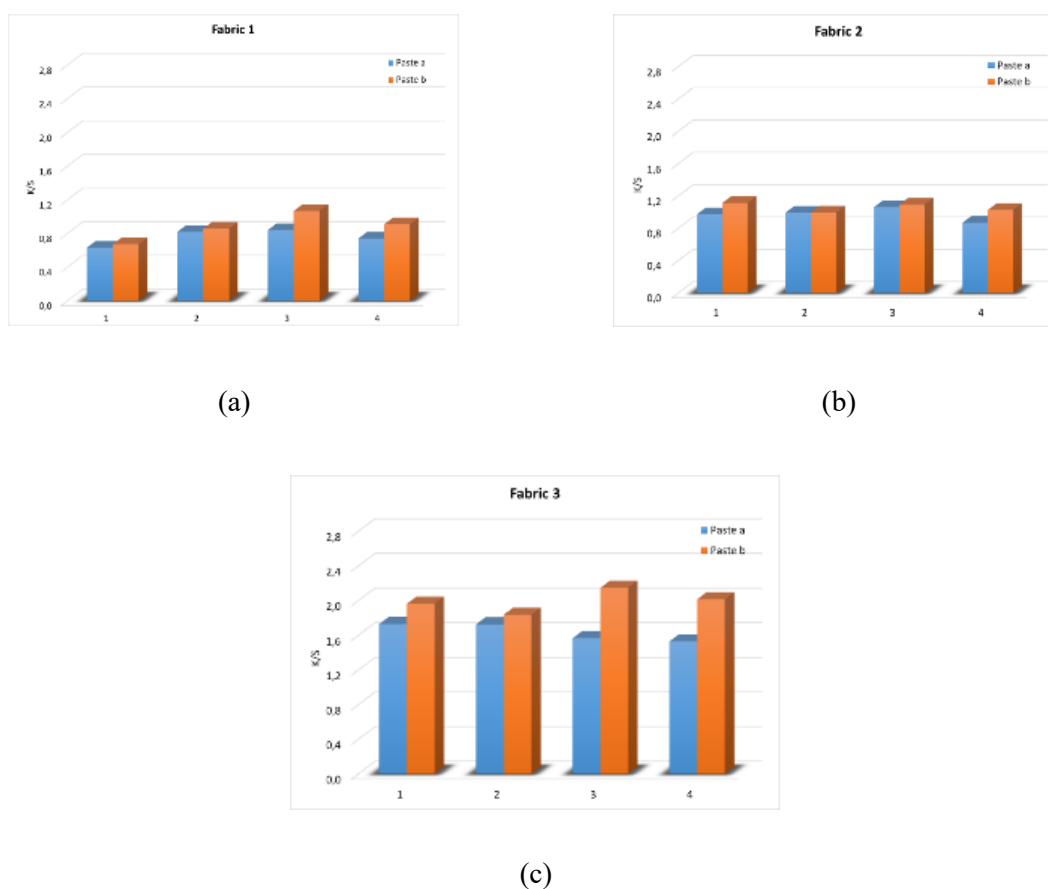 Fabric 1
Paste a
Paste b
2,8
2,4
2,0
1,6
1,2
0,8
0,4
0,0
K/S
1 2 3 4
(a)
Fabric 2
Paste a
Paste b
2,8
2,4
2,0
1,6
1,2
0,8
0,4
0,0
K/S
1 2 3 4
(b)
Fabric 3
Paste a
Paste b
2,8
2,4
2,0
1,6
1,2
0,8
0,4
0,0
K/S
1 2 3 4
(c)